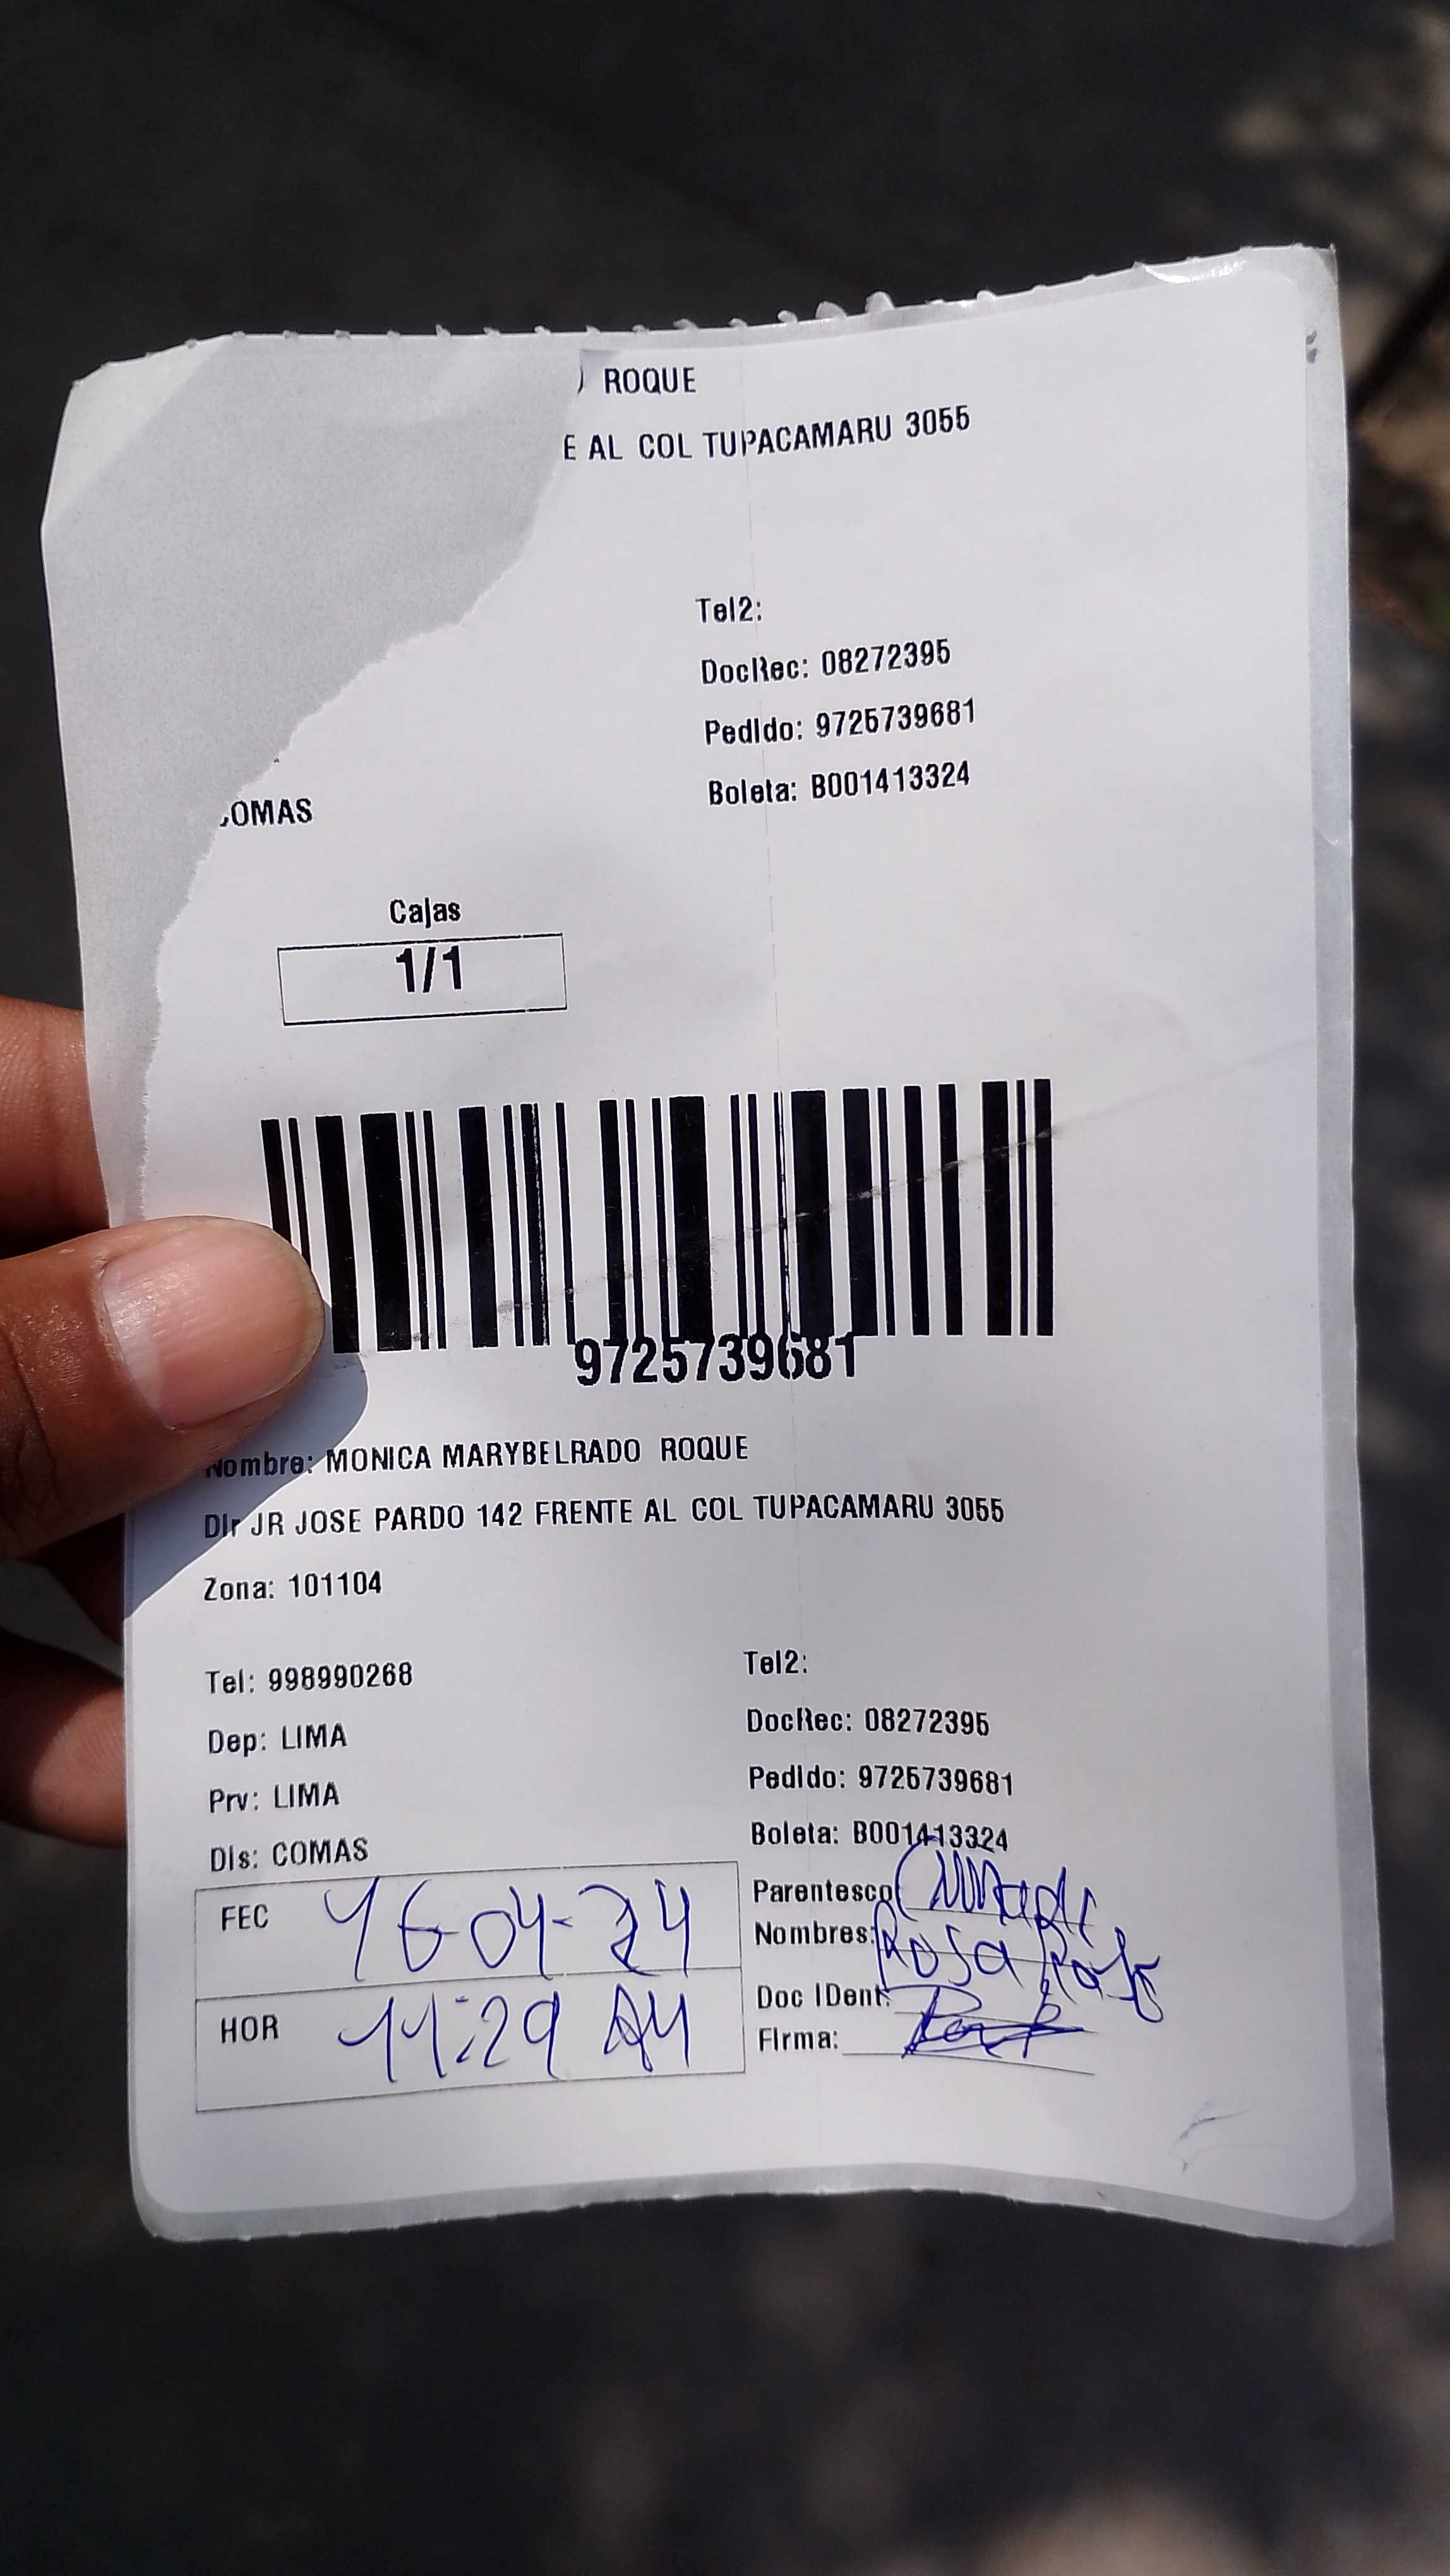 ROQUE
E AL COL TUPACAMARU 3055
Tel2:
DocRec: 08272395
Pedido: 9725739681
Boleta: B001413324
COMAS
Cajas
1/1
9725739681
Nombre: MONICA MARYBELRADO ROQUE
Dir JR JOSE PARDO 142 FRENTE AL COL TUPACAMARU 3055
Zona: 101104
Tel: 998990268
Tel2:
Dep: LIMA
DocRec: 08272395
Prv: LIMA
Pedido: 9725739681
Dis: COMAS
Boleta: B001413324
FEC 16-04-24
Parentesco
Nombres: Rosa
HOR 11:29 AM
Doc IDent:
Firma: